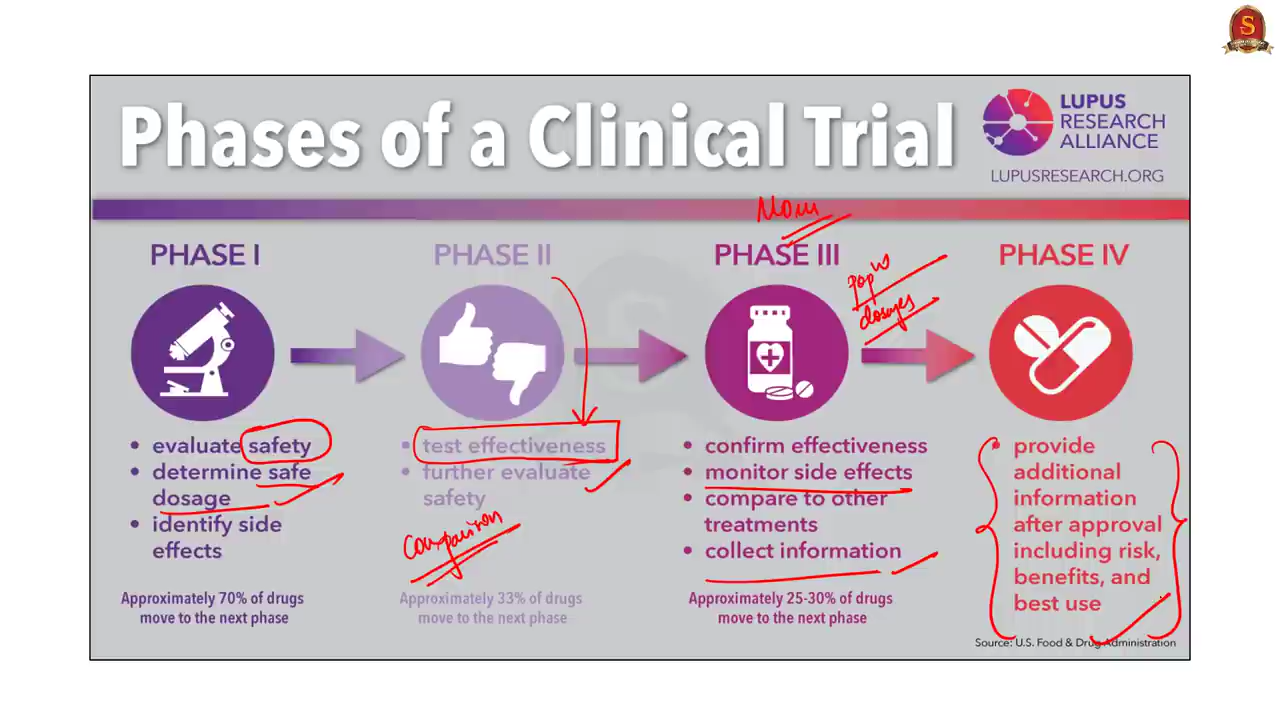 S
Phases of a Clinical Trial
LUPUS
RESEARCH
ALLIANCE
LUPUSRESEARCH.ORG
PHASE I
evaluate safety
determine safe
dosage
identify side
effects
Approximately 70% of drugs
move to the next phase
PHASE II
test effectiveness
further evaluate
safety
Comparison
Approximately 33% of drugs
move to the next phase
PHASE III
dosages
confirm effectiveness
monitor side effects
compare to other
treatments
collect information
Approximately 25-30% of drugs
move to the next phase
PHASE IV
provide
additional
information
after approval
including risk,
benefits, and
best use
Source: U.S. Food & Drug Administration